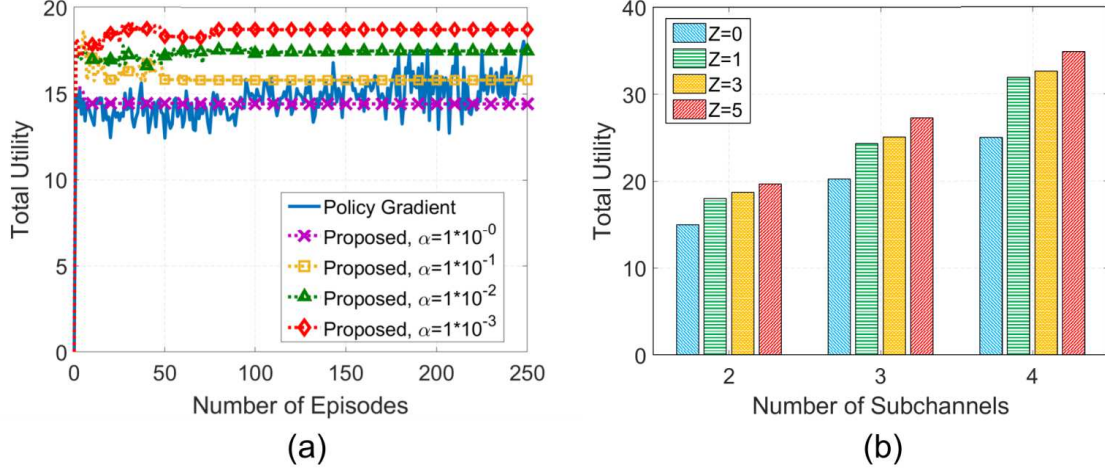 20
15
10
5
0
Total Utility
0
50
100
150
200
250
Number of Episodes
Policy Gradient
Proposed, α=1*10^-0
Proposed, α=1*10^-1
Proposed, α=1*10^-2
Proposed, α=1*10^-3
(a)
40
30
20
10
0
Total Utility
Z=0
Z=1
Z=3
Z=5
2
3
4
Number of Subchannels
(b)